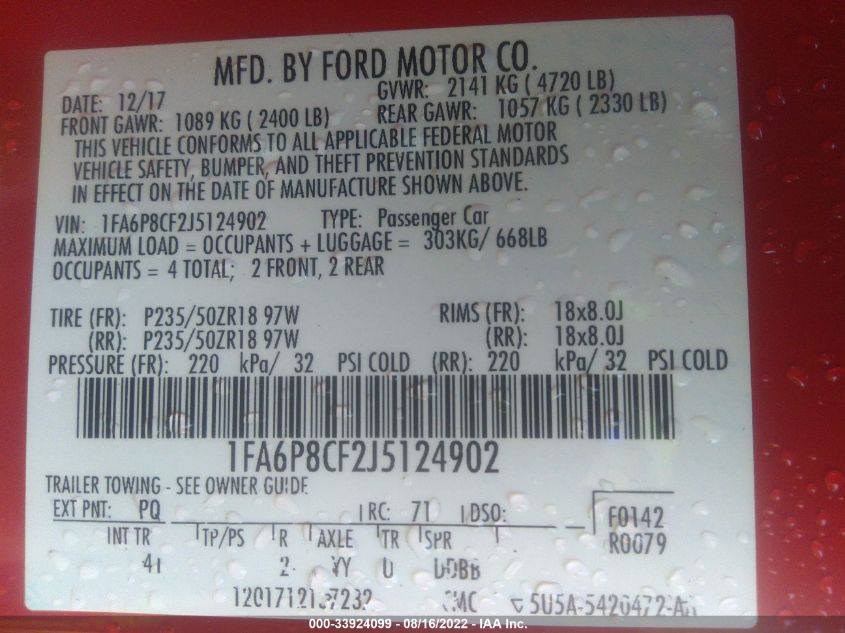 MFD. BY FORD MOTOR CO.
DATE: 12/17 GVWR: 2141 KG ( 4720 LB)
FRONT GAWR: 1089 KG ( 2400 LB) REAR GAWR: 1057 KG ( 2330 LB)
THIS VEHICLE CONFORMS TO ALL APPLICABLE FEDERAL MOTOR
VEHICLE SAFETY, BUMPER, AND THEFT PREVENTION STANDARDS
IN EFFECT ON THE DATE OF MANUFACTURE SHOWN ABOVE.
VIN: 1FA6P8CF2J5124902 TYPE: Passenger Car
MAXIMUM LOAD = OCCUPANTS + LUGGAGE = 303KG/ 668LB
OCCUPANTS = 4 TOTAL; 2 FRONT, 2 REAR
TIRE (FR): P235/50ZR18 97W RIMS (FR): 18x8.0J
(RR): P235/50ZR18 97W (RR): 18x8.0J
PRESSURE (FR): 220 kPa/ 32 PSI COLD (RR): 220 kPa/ 32 PSI COLD
1FA6P8CF2J5124902
TRAILER TOWING - SEE OWNER GUIDE
EXT PNT: PQ RC: 71 DSO: F0142
INT TR TP/PS R AXLE TR SPR R0079
2
000-33924099 - 08/16/2022 - IAA Inc.